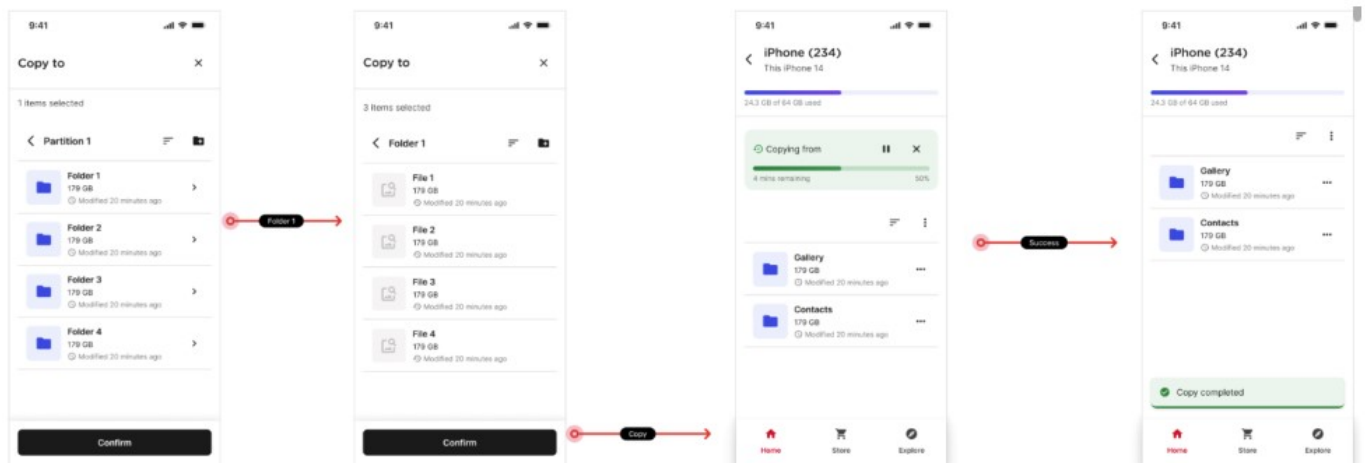 9:41
Copy to
1 items selected
Partition 1
Folder 1
179 GB
Modified 20 minutes ago
Folder 2
179 GB
Modified 20 minutes ago
Folder 3
179 GB
Modified 20 minutes ago
Folder 4
179 GB
Modified 20 minutes ago
Confirm
Folder 1
9:41
Copy to
3 Items selected
Folder 1
File 1
179 GB
Modified 20 minutes ago
File 2
179 GB
Modified 20 minutes ago
File 3
179 GB
Modified 20 minutes ago
File 4
179 GB
Modified 20 minutes ago
Confirm
Copy
9:41
iPhone (234)
This iPhone 14
24.3 GB of 64 GB used
Copying from
4 mins remaining 50%
Gallery
179 GB
Modified 20 minutes ago
Contacts
179 GB
Modified 20 minutes ago
Home Store Explore
Success
9:41
iPhone (234)
This iPhone 14
24.3 GB of 64 GB used
Gallery
179 GB
Modified 20 minutes ago
Contacts
179 GB
Modified 20 minutes ago
Copy completed
Home Store Explore